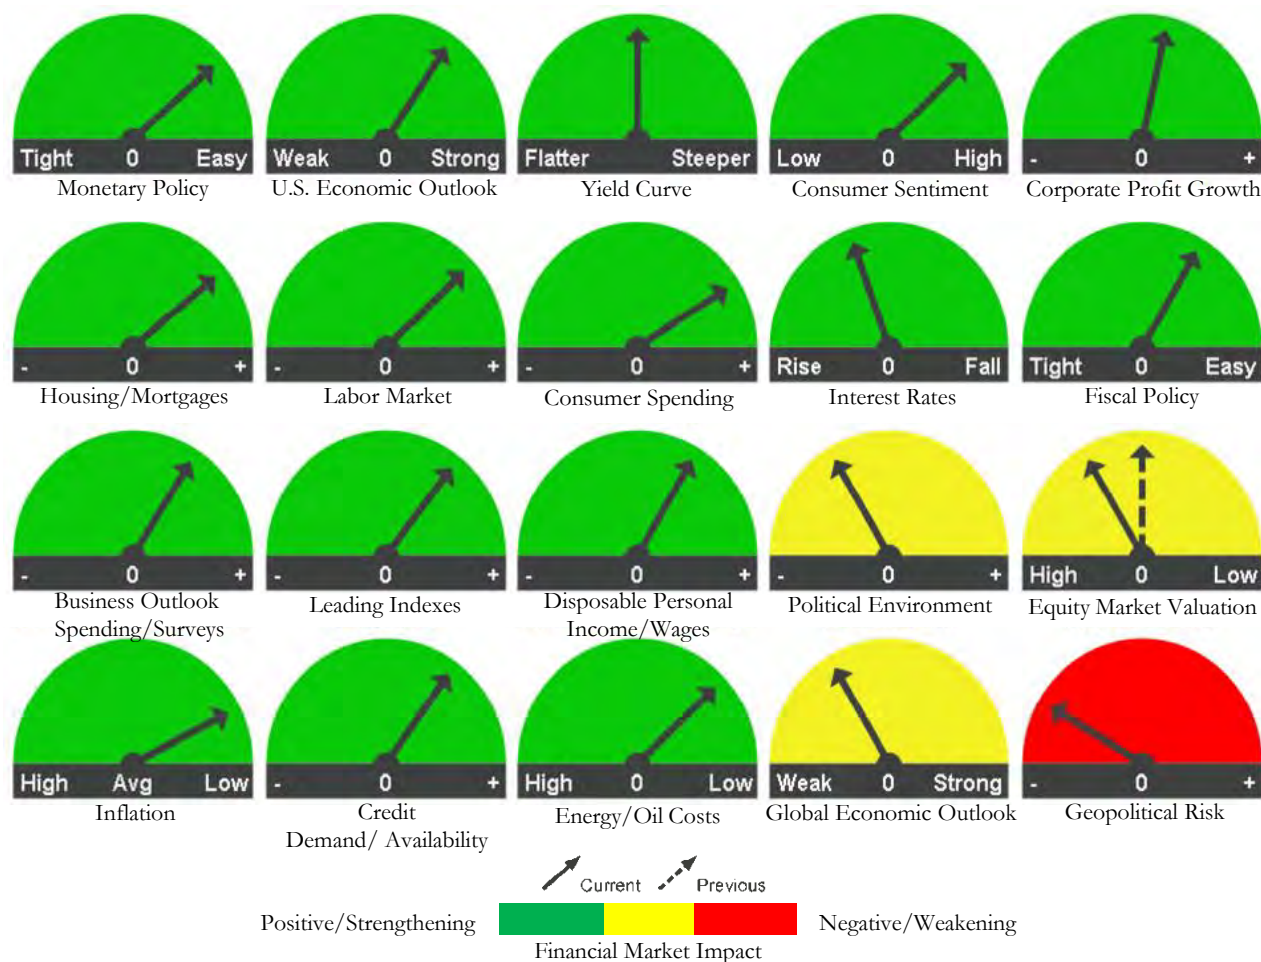 Tight 0 Easy
Weak 0 Strong
Flatter Steeper
Low 0 High
- 0 +
Monetary Policy
U.S. Economic Outlook
Yield Curve
Consumer Sentiment
Corporate Profit Growth
- 0 +
- 0 +
- 0 +
Rise 0 Fall
Tight 0 Easy
Housing/Mortgages
Labor Market
Consumer Spending
Interest Rates
Fiscal Policy
- 0 +
- 0 +
- 0 +
- 0 +
High 0 Low
Business Outlook
Spending/Surveys
Leading Indexes
Disposable Personal
Income/Wages
Political Environment
Equity Market Valuation
High Avg Low
- 0 +
High 0 Low
Weak 0 Strong
- 0 +
Inflation
Credit
Demand/ Availability
Energy/Oil Costs
Global Economic Outlook
Geopolitical Risk
Current
Previous
Positive/Strengthening
Negative/Weakening
Financial Market Impact